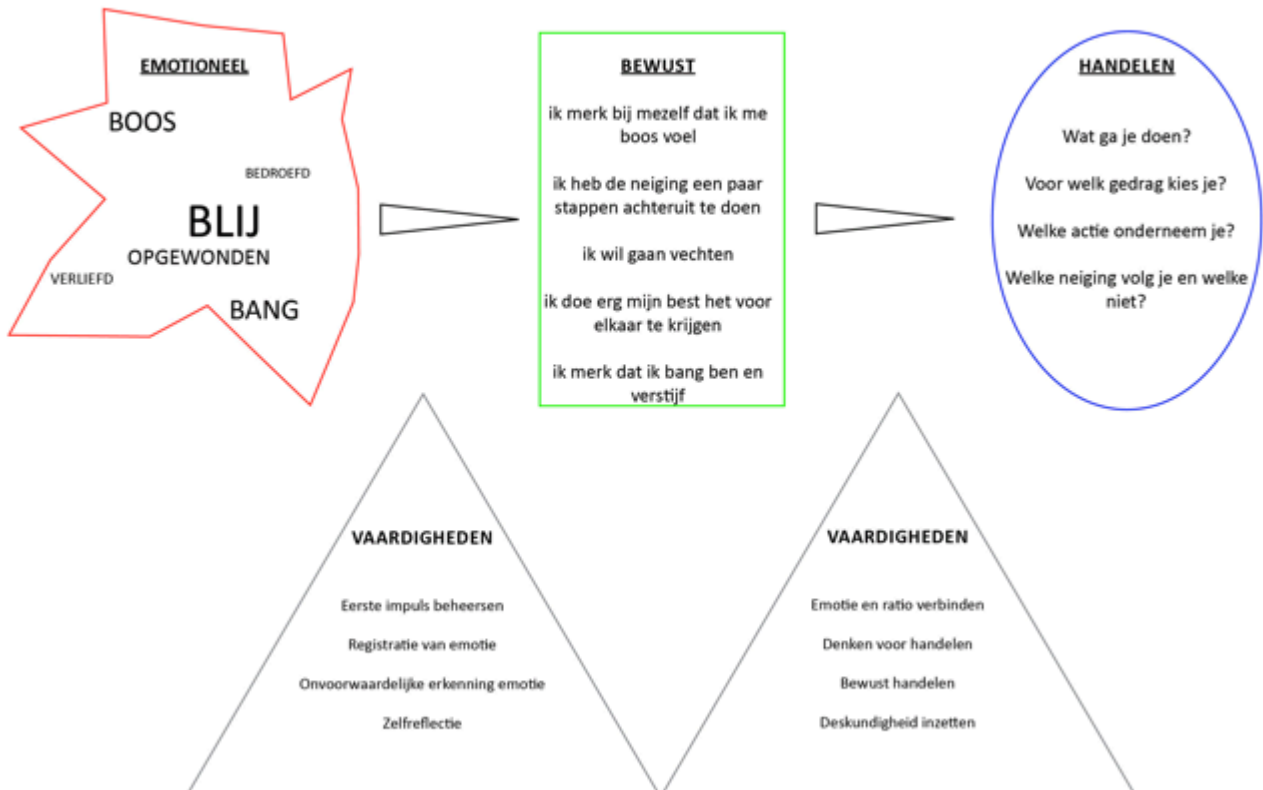 EMOTIONEEL
BOOS
BEDROEFD
BLIJ
OPGEWONDEN
VERLIEFD
BANG
BEWUST
ik merk bij mezelf dat ik me
boos voel
ik heb de neiging een paar
stappen achteruit te doen
ik wil gaan vechten
ik doe erg mijn best het voor
elkaar te krijgen
ik merk dat ik bang ben en
verstijf
HANDELEN
Wat ga je doen?
Voor welk gedrag kies je?
Welke actie onderneem je?
Welke neiging volg je en welke
niet?
VAARDIGHEDEN
Eerste impuls beheersen
Registratie van emotie
Onvoorwaardelijke erkenning emotie
Zelfreflectie
VAARDIGHEDEN
Emotie en ratio verbinden
Denken voor handelen
Bewust handelen
Deskundigheid inzetten